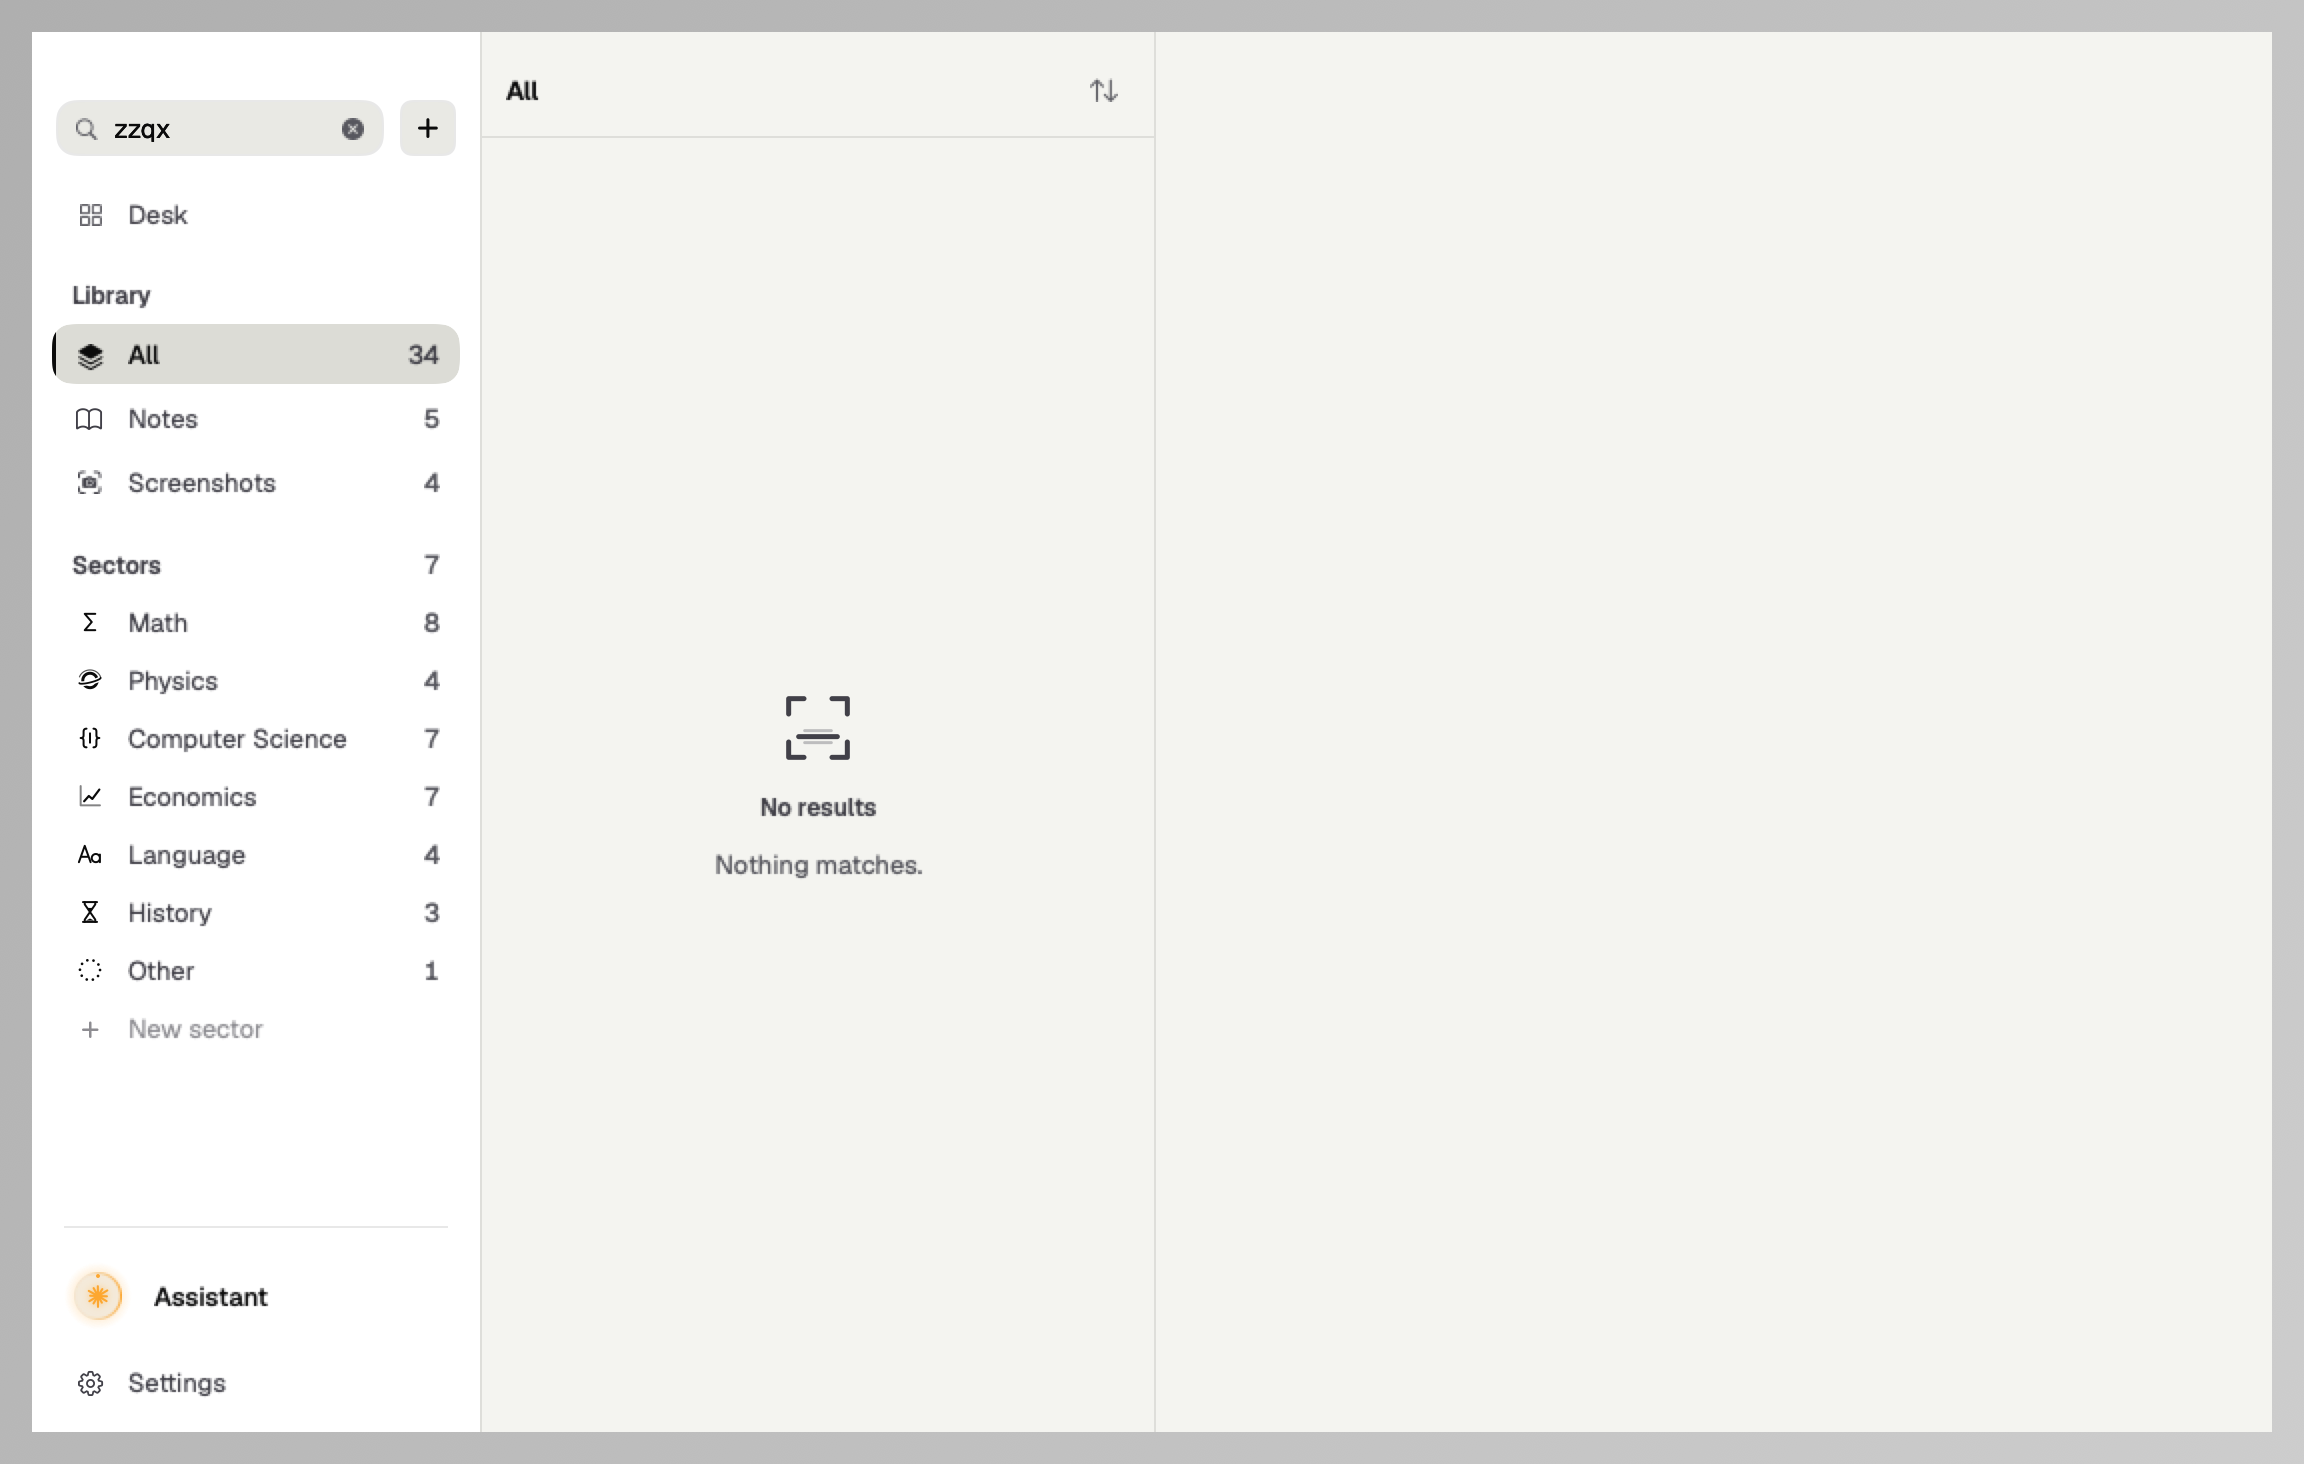 zzqx
Desk
Library
All 34
Notes 5
Screenshots 4
Sectors 7
Math 8
Physics 4
Computer Science 7
Economics 7
Language 4
History 3
Other 1
New sector
Assistant
Settings
All
No results
Nothing matches.